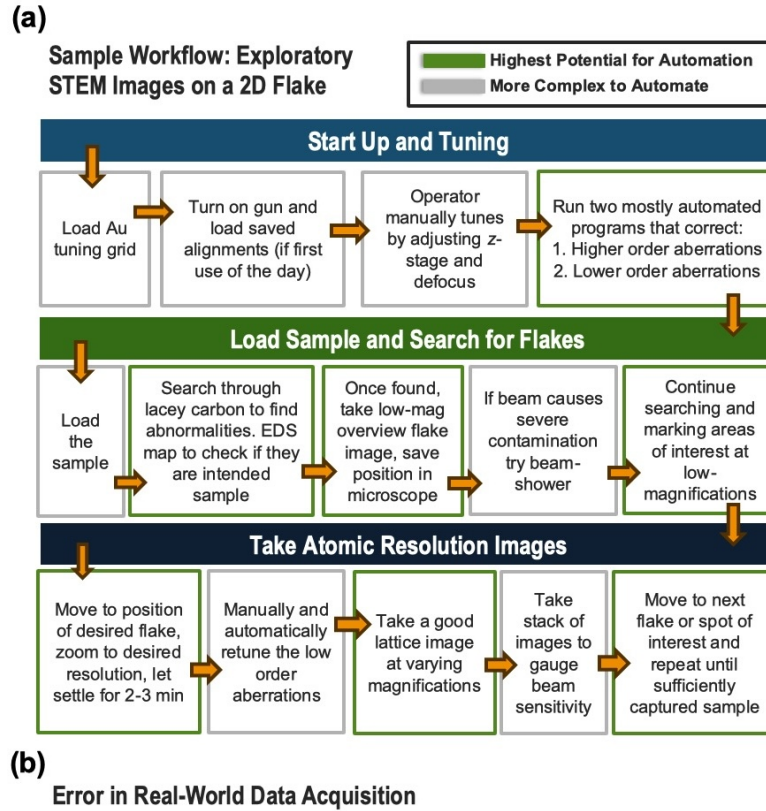 (a)
Sample Workflow: Exploratory
STEM Images on a 2D Flake
Highest Potential for Automation
More Complex to Automate
Start Up and Tuning
Load Au
tuning grid
Turn on gun and
load saved
alignments (if first
use of the day)
Operator
manually tunes
by adjusting z-
stage and
defocus
Run two mostly automated
programs that correct:
1. Higher order aberrations
2. Lower order aberrations
Load Sample and Search for Flakes
Load
the
sample
Search through
lacey carbon to find
abnormalities. EDS
map to check if they
are intended
sample
Once found,
take low-mag
overview flake
image, save
position in
microscope
If beam causes
severe
contamination
try beam-
shower
Continue
searching and
marking areas
of interest at
low-
magnifications
Take Atomic Resolution Images
Move to position
of desired flake,
zoom to desired
resolution, let
settle for 2-3 min
Manually and
automatically
retune the low
order
aberrations
Take a good
lattice image
at varying
magnifications
Take
stack of
images to
gauge
beam
sensitivity
Move to next
flake or spot of
interest and
repeat until
sufficiently
captured sample
(b)
Error in Real-World Data Acquisition